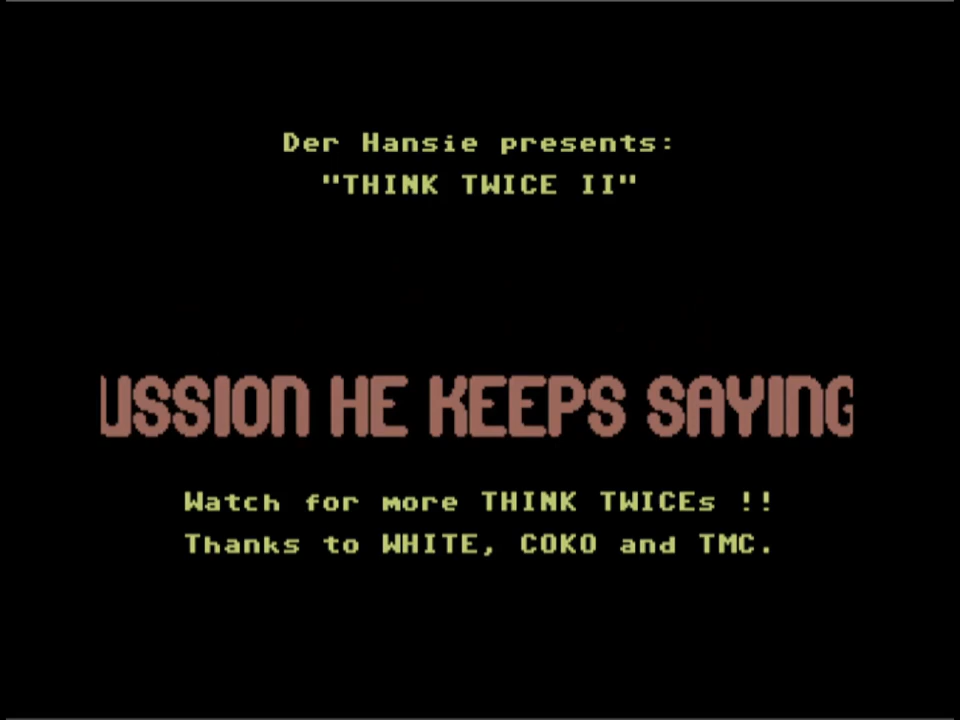 Der Hansie presents:
"THINK TWICE II"
USSION HE KEEPS SAYING
Watch for more THINK TWICEs !!
Thanks to WHITE, COKO and TMC.